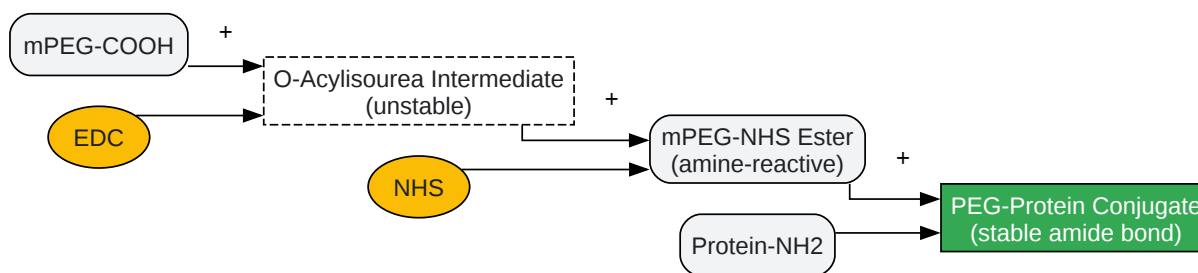 mPEG-COOH
+
O-Acylisourea Intermediate
(unstable)
EDC
+
mPEG-NHS Ester
(amine-reactive)
NHS
+
PEG-Protein Conjugate
(stable amide bond)
Protein-NH2